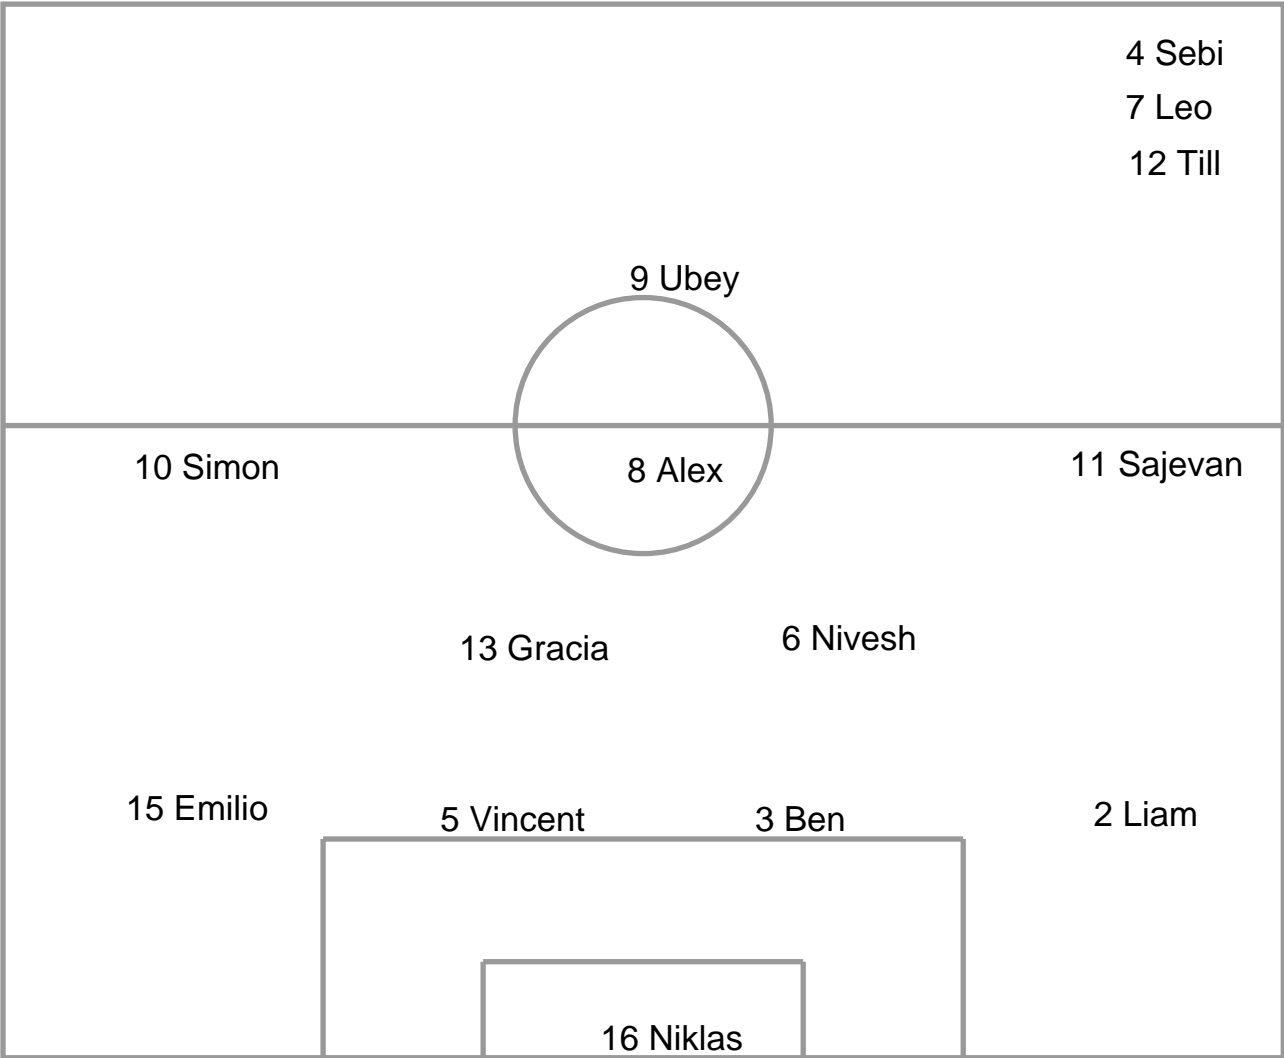 4 Sebi
7 Leo
12 Till
9 Ubey
10 Simon
8 Alex
11 Sajevan
13 Gracia
6 Nivesh
15 Emilio
5 Vincent
3 Ben
2 Liam
16 Niklas